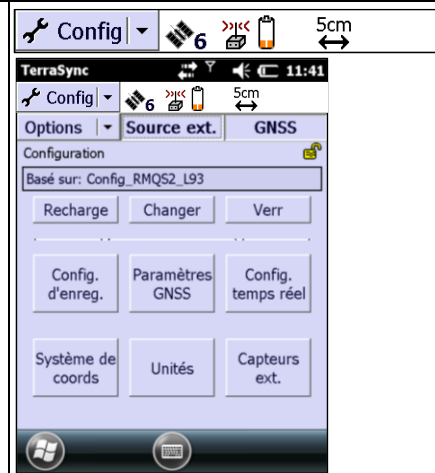 Config 6 5cm
TerraSync 11:41
Config 6 5cm
Options Source ext. GNSS
Configuration
Basé sur: Config_RMQS2_L93
Recharge Changer Verr
Config. d'enreg. Paramètres GNSS Config. temps réel
Système de coords Unités Capteurs ext.